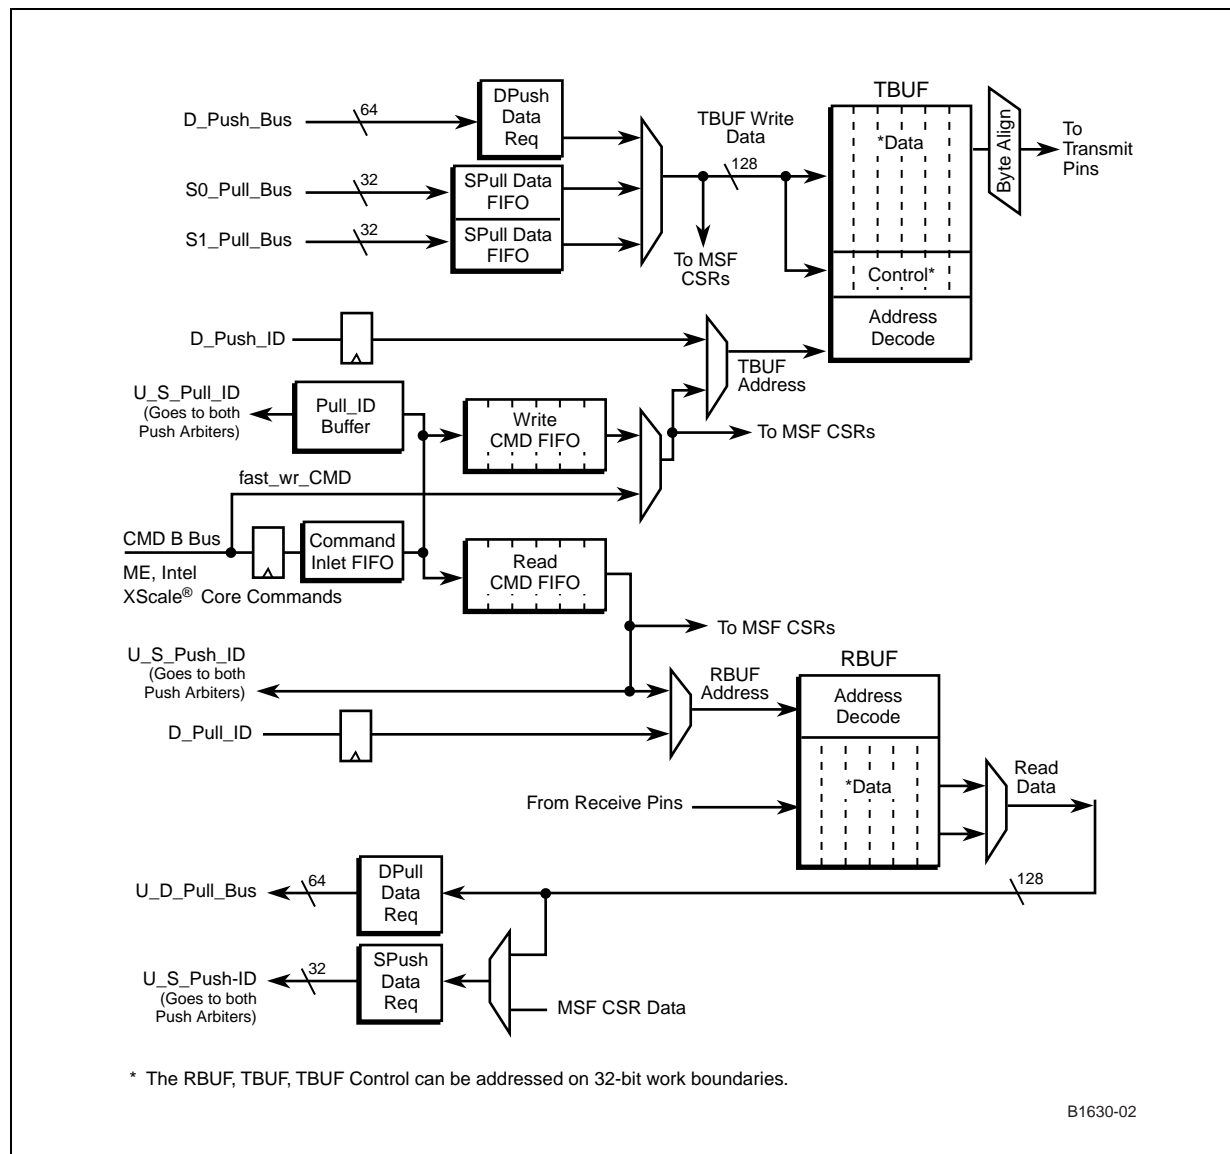 TBUF
DPush
Data
Req
D_Push_Bus
64
TBUF Write
Data
128
*Data
Byte Align
To
Transmit
Pins
S0_Pull_Bus
32
SPull Data
FIFO
S1_Pull_Bus
32
SPull Data
FIFO
To MSF
CSRs
Control*
Address
Decode
D_Push_ID
TBUF
Address
U_S_Pull_ID
(Goes to both
Push Arbiters)
Pull_ID
Buffer
Write
CMD FIFO
To MSF CSRs
fast_wr_CMD
CMD B Bus
Command
Inlet FIFO
ME, Intel
XScale® Core Commands
Read
CMD FIFO
To MSF CSRs
U_S_Push_ID
(Goes to both
Push Arbiters)
RBUF
Address
RBUF
Address
Decode
D_Pull_ID
*Data
Read
Data
From Receive Pins
U_D_Pull_Bus
64
DPull
Data
Req
128
U_S_Push-ID
(Goes to both
Push Arbiters)
32
SPush
Data
Req
MSF CSR Data
* The RBUF, TBUF, TBUF Control can be addressed on 32-bit work boundaries.
B1630-02